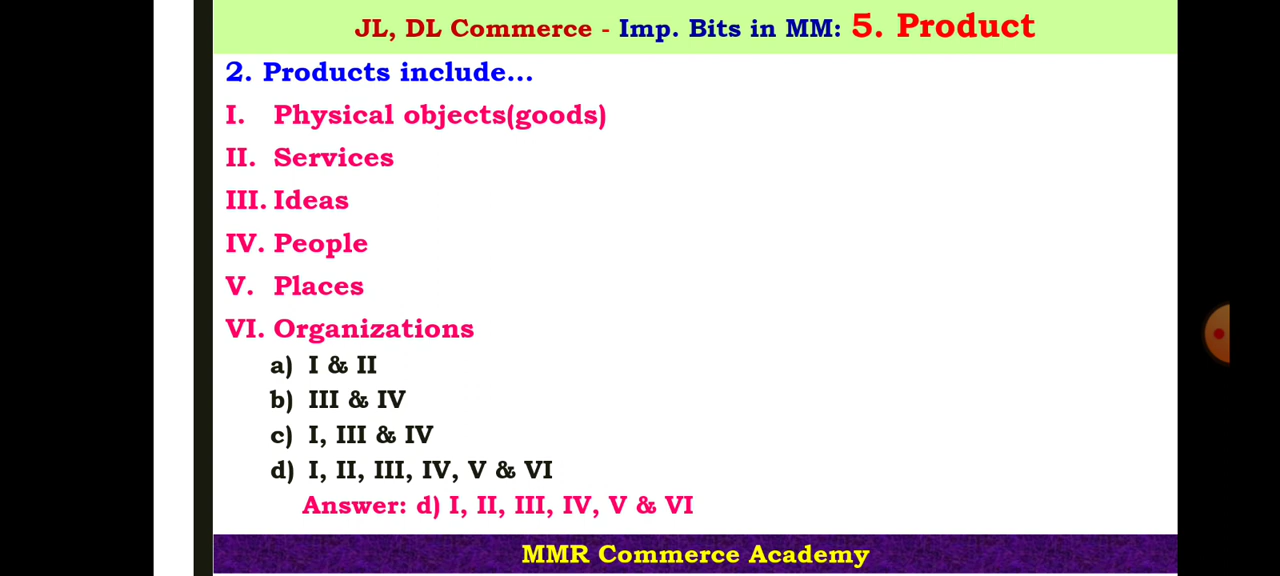 JL, DL Commerce - Imp. Bits in MM: 5. Product
2. Products include...
I. Physical objects(goods)
II. Services
III. Ideas
IV. People
V. Places
VI. Organizations
a) I & II
b) III & IV
c) I, III & IV
d) I, II, III, IV, V & VI
Answer: d) I, II, III, IV, V & VI
MMR Commerce Academy